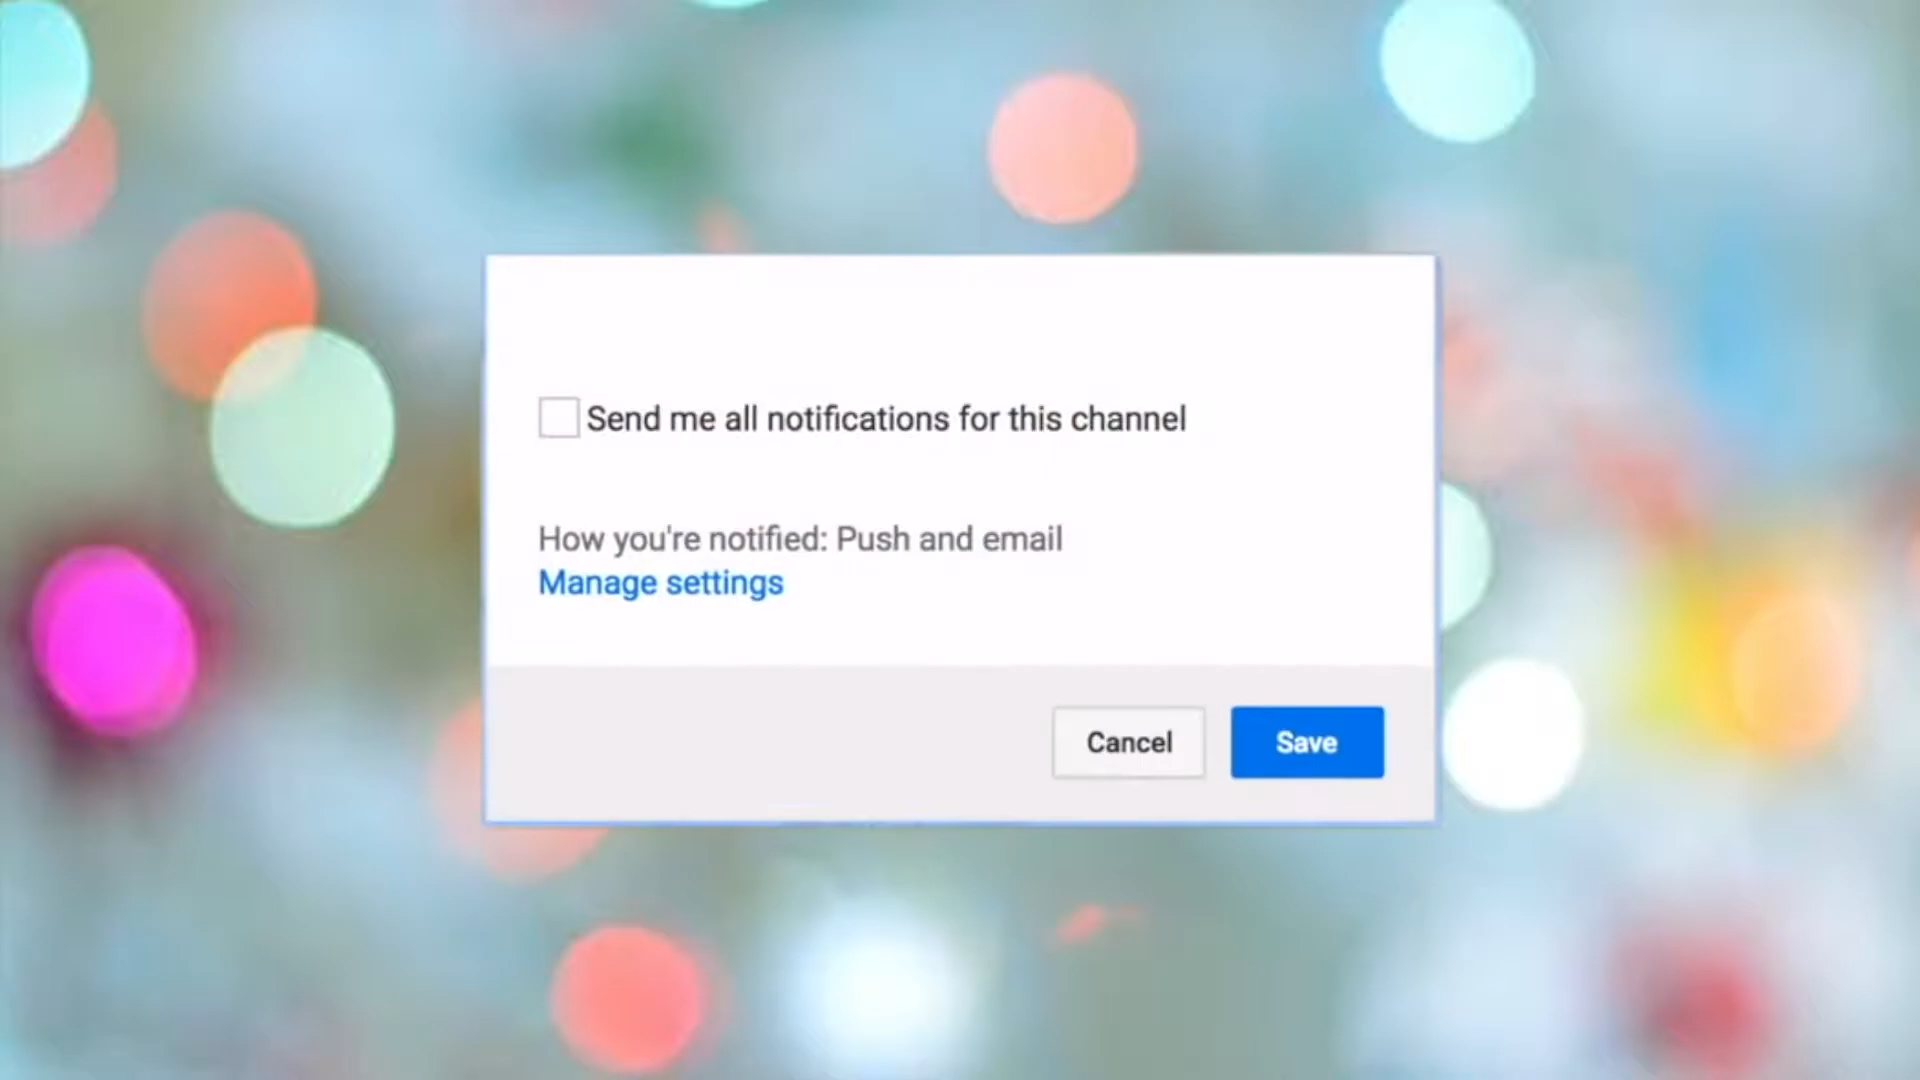 Send me all notifications for this channel
How you're notified: Push and email
Manage settings
Cancel
Save